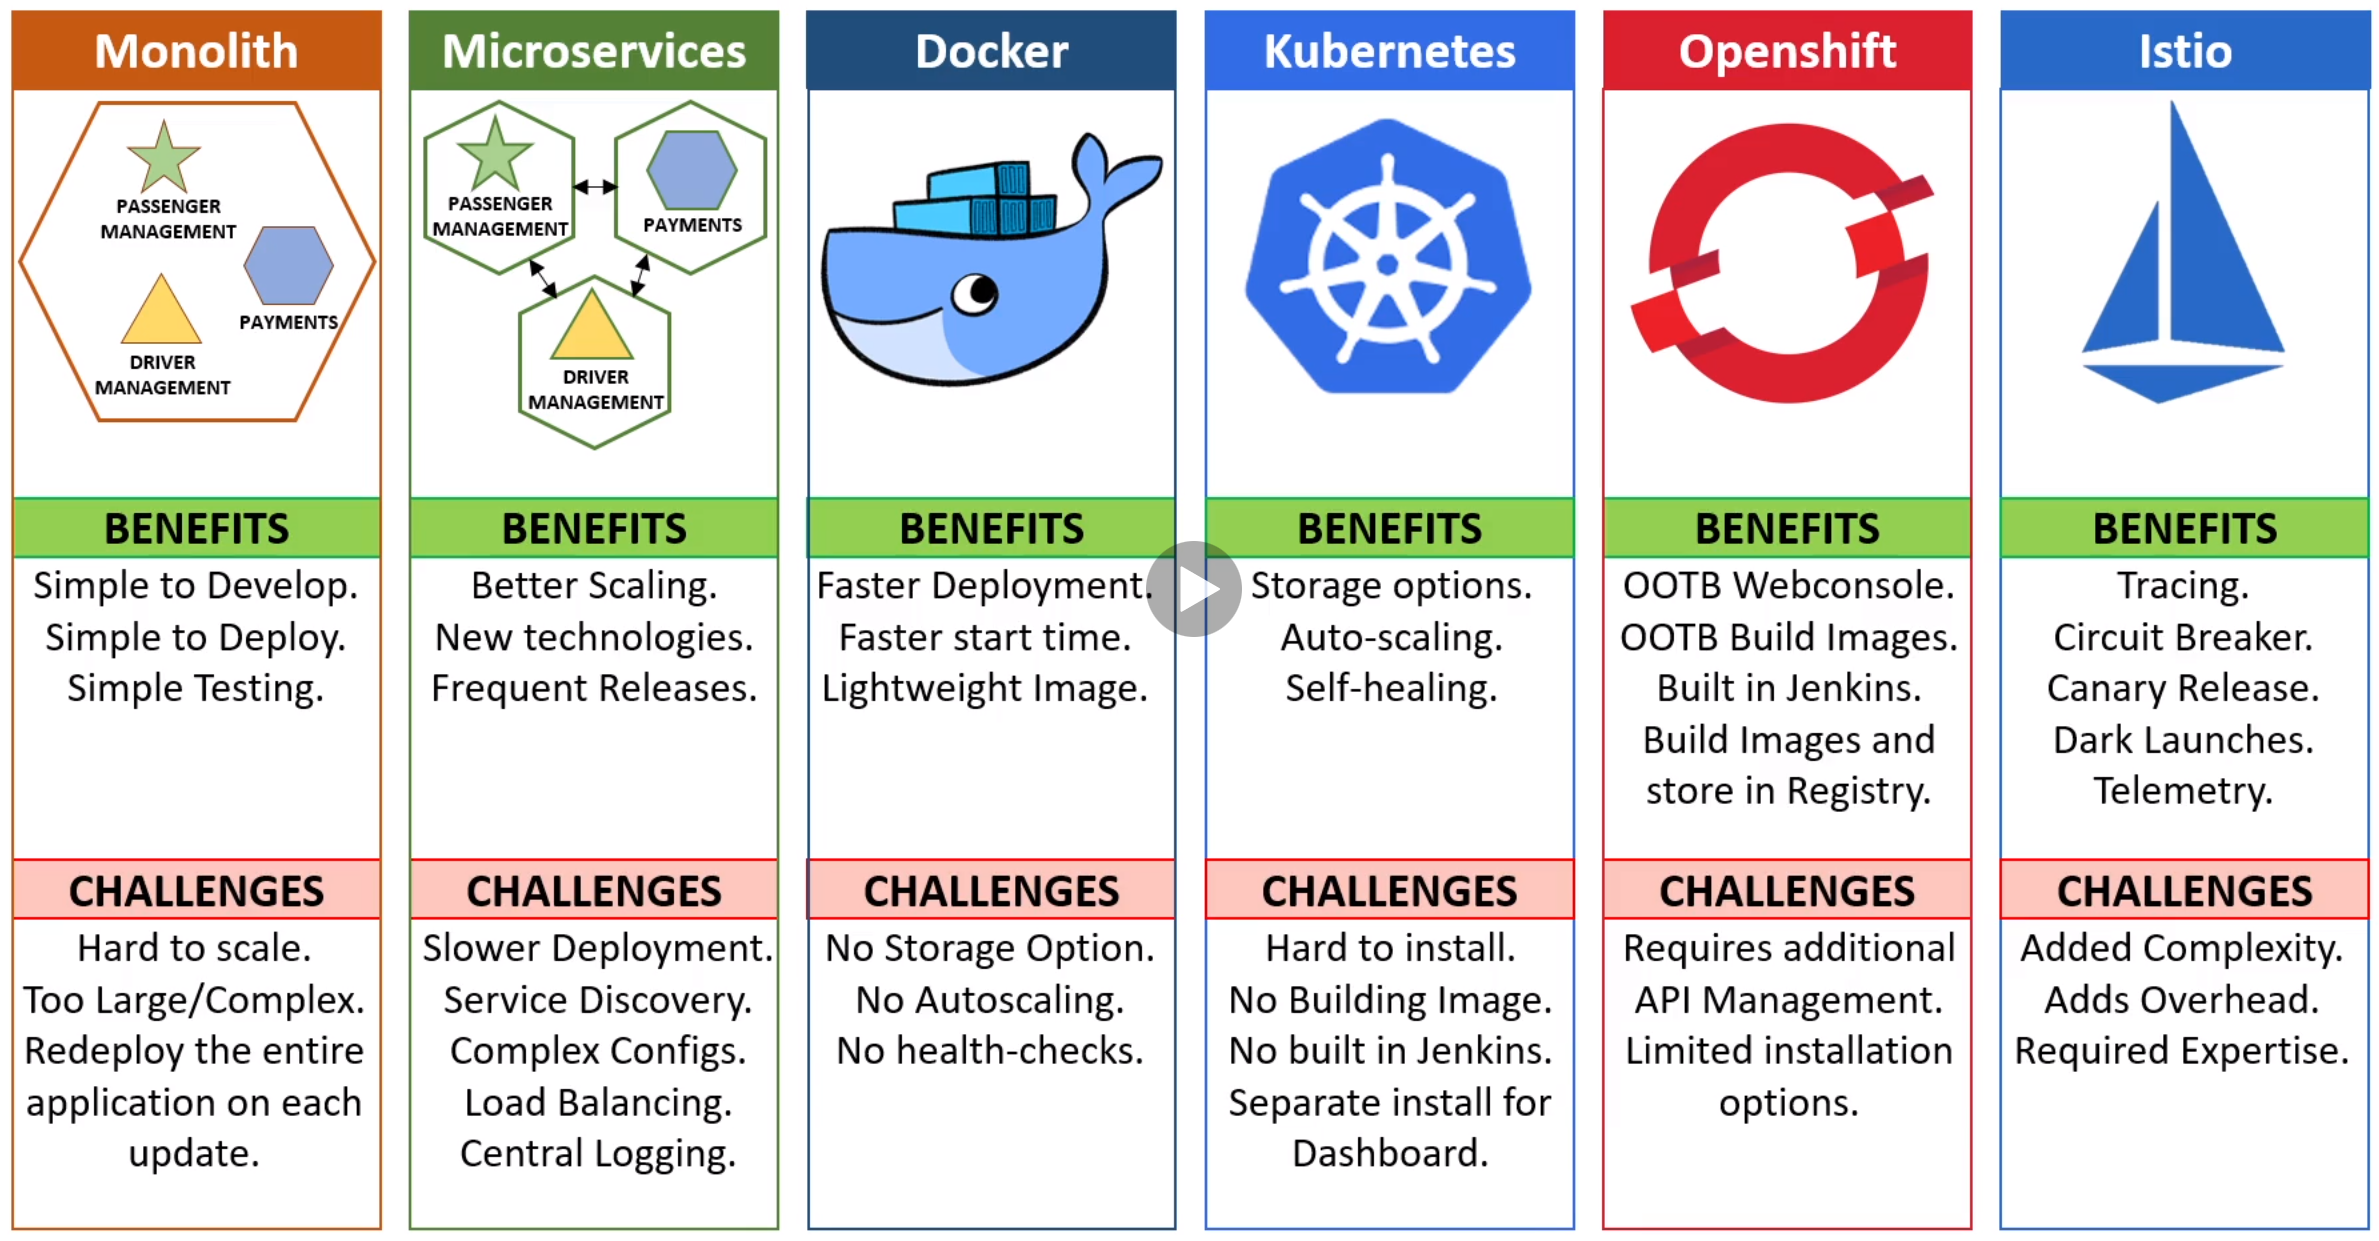 Monolith
PASSENGER
MANAGEMENT
PAYMENTS
DRIVER
MANAGEMENT
BENEFITS
Simple to Develop.
Simple to Deploy.
Simple Testing.
CHALLENGES
Hard to scale.
Too Large/Complex.
Redeploy the entire
application on each
update.
Microservices
PASSENGER
MANAGEMENT
PAYMENTS
DRIVER
MANAGEMENT
BENEFITS
Better Scaling.
New technologies.
Frequent Releases.
CHALLENGES
Slower Deployment.
Service Discovery.
Complex Configs.
Load Balancing.
Central Logging.
Docker
BENEFITS
Faster Deployment.
Faster start time.
Lightweight Image.
CHALLENGES
No Storage Option.
No Autoscaling.
No health-checks.
Kubernetes
BENEFITS
Storage options.
Auto-scaling.
Self-healing.
CHALLENGES
Hard to install.
No Building Image.
No built in Jenkins.
Separate install for
Dashboard.
Openshift
BENEFITS
OOTB Webconsole.
OOTB Build Images.
Built in Jenkins.
Build Images and
store in Registry.
CHALLENGES
Requires additional
API Management.
Limited installation
options.
Istio
BENEFITS
Tracing.
Circuit Breaker.
Canary Release.
Dark Launches.
Telemetry.
CHALLENGES
Added Complexity.
Adds Overhead.
Required Expertise.